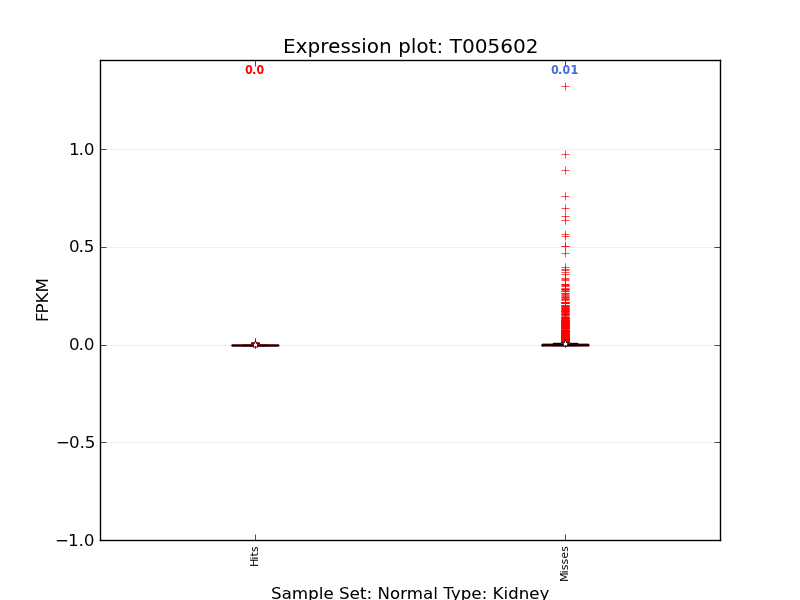 Expression plot: T005602
0.0
0.01
1.0
0.5
0.0
−0.5
−1.0
FPKM
Hits
Misses
Sample Set: Normal Type: Kidney